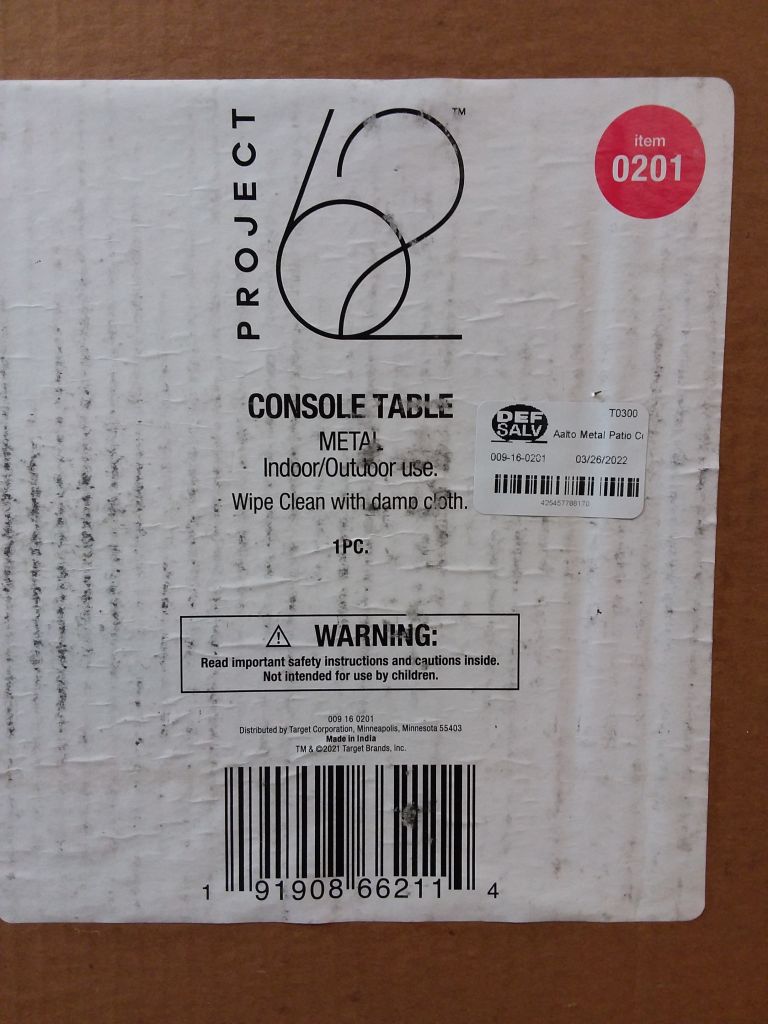 PROJECT
62
TM
item
0201
CONSOLE TABLE
METAL
Indoor/Outdoor use.
Wipe Clean with damp cloth.
1PC.
DEF
SALV
T0300
Aalto Metal Patio
009-16-0201 03/26/2022
WARNING:
Read important safety instructions and cautions inside.
Not intended for use by children.
009 16 0201
Distributed by Target Corporation, Minneapolis, Minnesota 55403
Made in India
TM & ©2021 Target Brands, Inc.
1 91908 66211 4